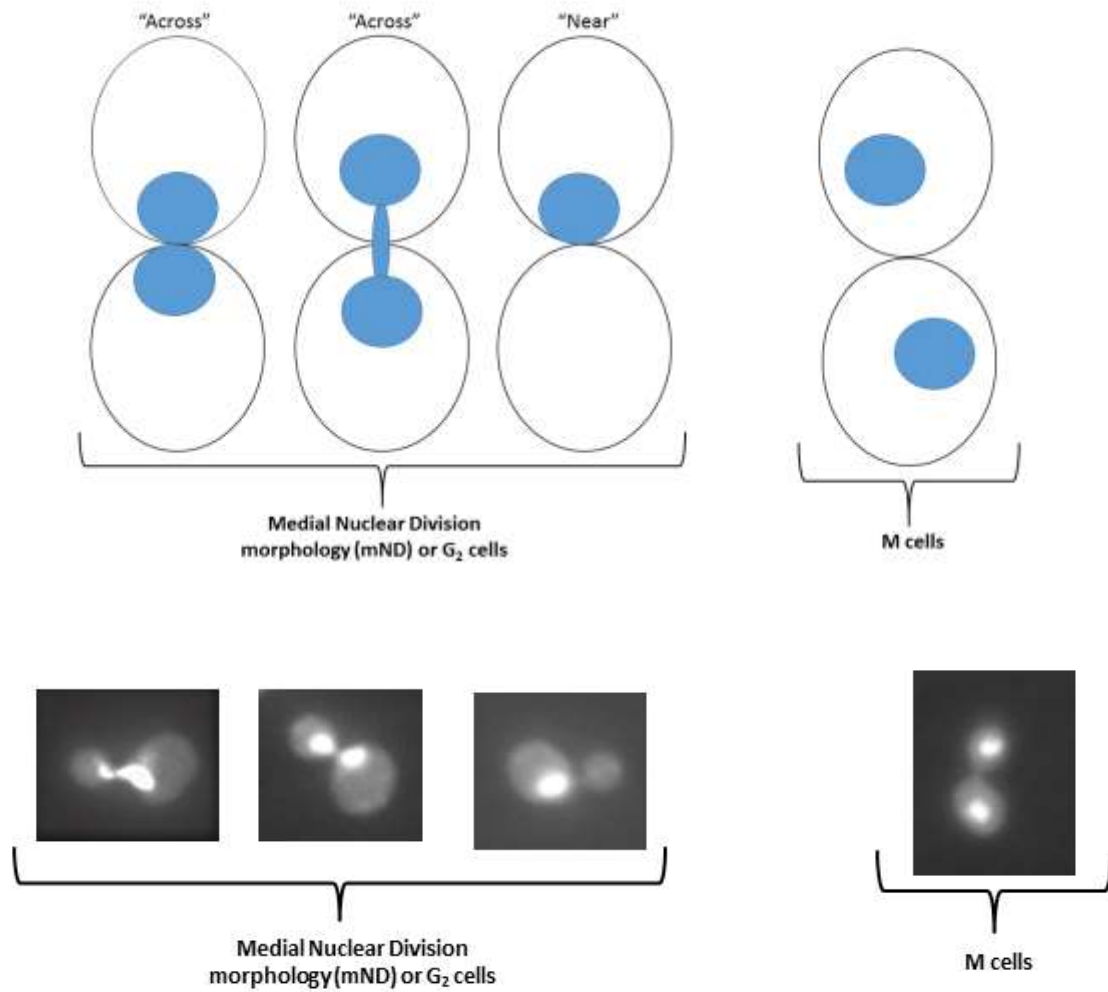 “Across” “Across” “Near”
Medial Nuclear Division
morphology (mND) or G₂ cells
M cells
Medial Nuclear Division
morphology (mND) or G₂ cells
M cells